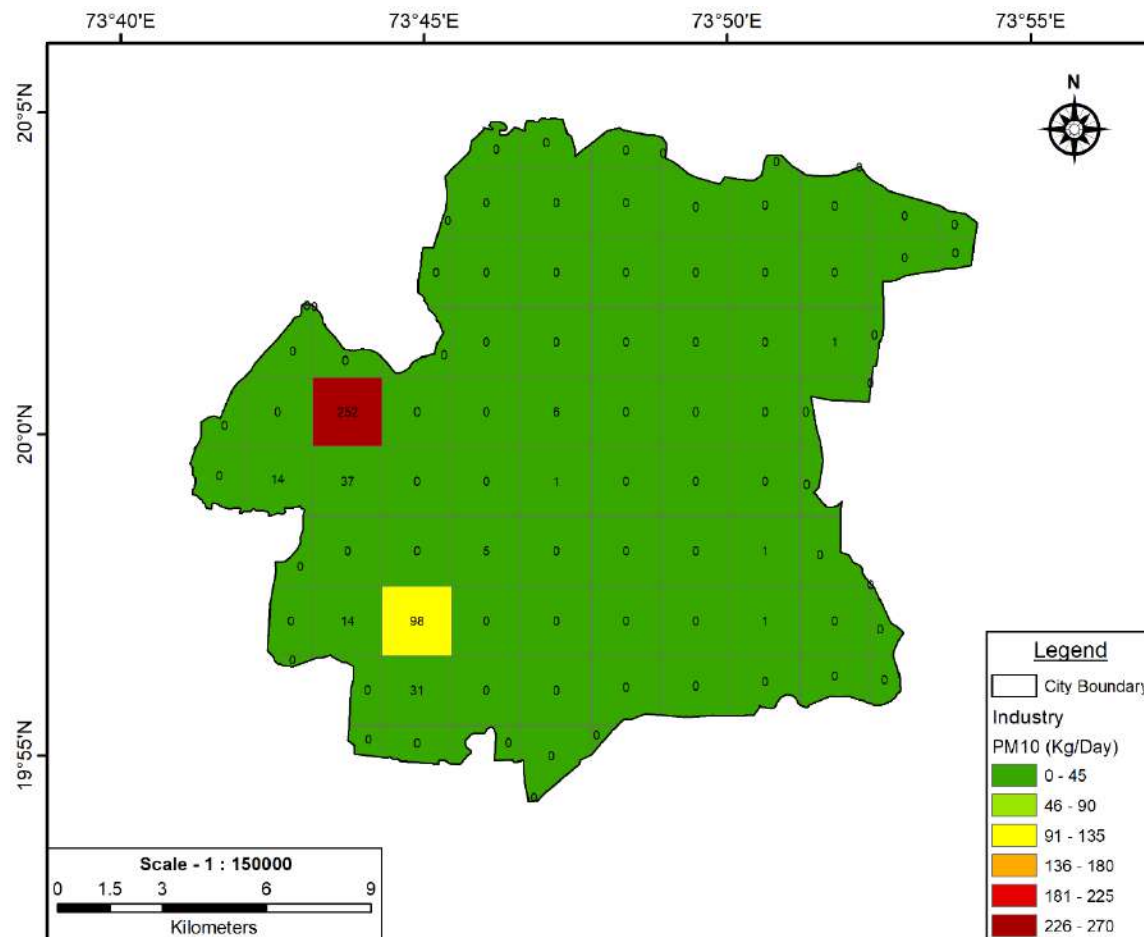 73°40'E 73°45'E 73°50'E 73°55'E
20°5'N
20°0'N
19°55'N
N
0 0 0 0 0 0
0 0 0 0 0 0 0 0
0
0 0
0 0 0 0 0 0 0
0 0
0 0 0 0 0 1 0
0 0 0
0
0 252 0 0 6 0 0 0 0
0
0 14 37 0 0 1 0 0 0 0
0 0 5 0 0 0 1 0
0
0
0 14 98 0 0 0 0 1 0 0
0
0 31 0 0 0 0 0 0 0
0 0 0 0 0
0
Legend
City Boundary
Industry
PM10 (Kg/Day)
0 - 45
46 - 90
91 - 135
136 - 180
181 - 225
226 - 270
Scale - 1 : 150000
0 1.5 3 6 9
Kilometers